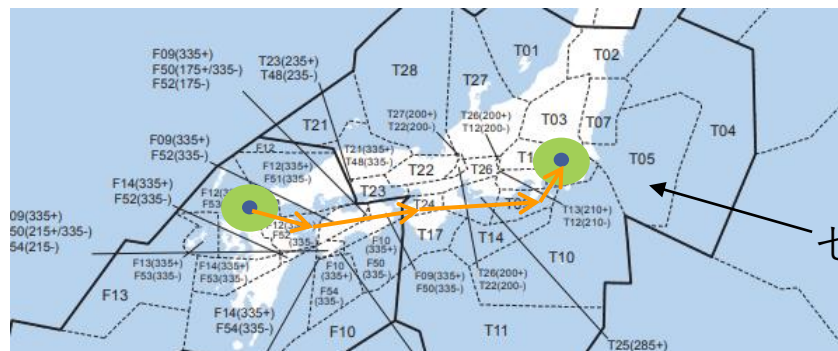 F09(335+)
F50(175+/335-)
F52(175-)
T23(235+)
T48(235-)
T28
T01
T02
T27
F09(335+)
F52(335-)
T27(200+)
T22(200-)
T26(200+)
T12(200-)
T03
T07
T04
T21
F12
T21(335+)
T48(335-)
F12(335+)
F51(335-)
T22
T26
T05
F14(335+)
F52(335-)
T23
T24
T13(210+)
T12(210-)
09(335+)
50(215+/335-)
54(215-)
T17
T14
T10
F10
(335+)
F50
(335-)
F13(335+)
F53(335-)
F14(335+)
F53(335-)
F10
(335+)
F54
(335-)
F09(335+)
F50(335-)
T26(200+)
T22(200-)
F13
F14(335+)
F54(335-)
F10
T11
T25(285+)